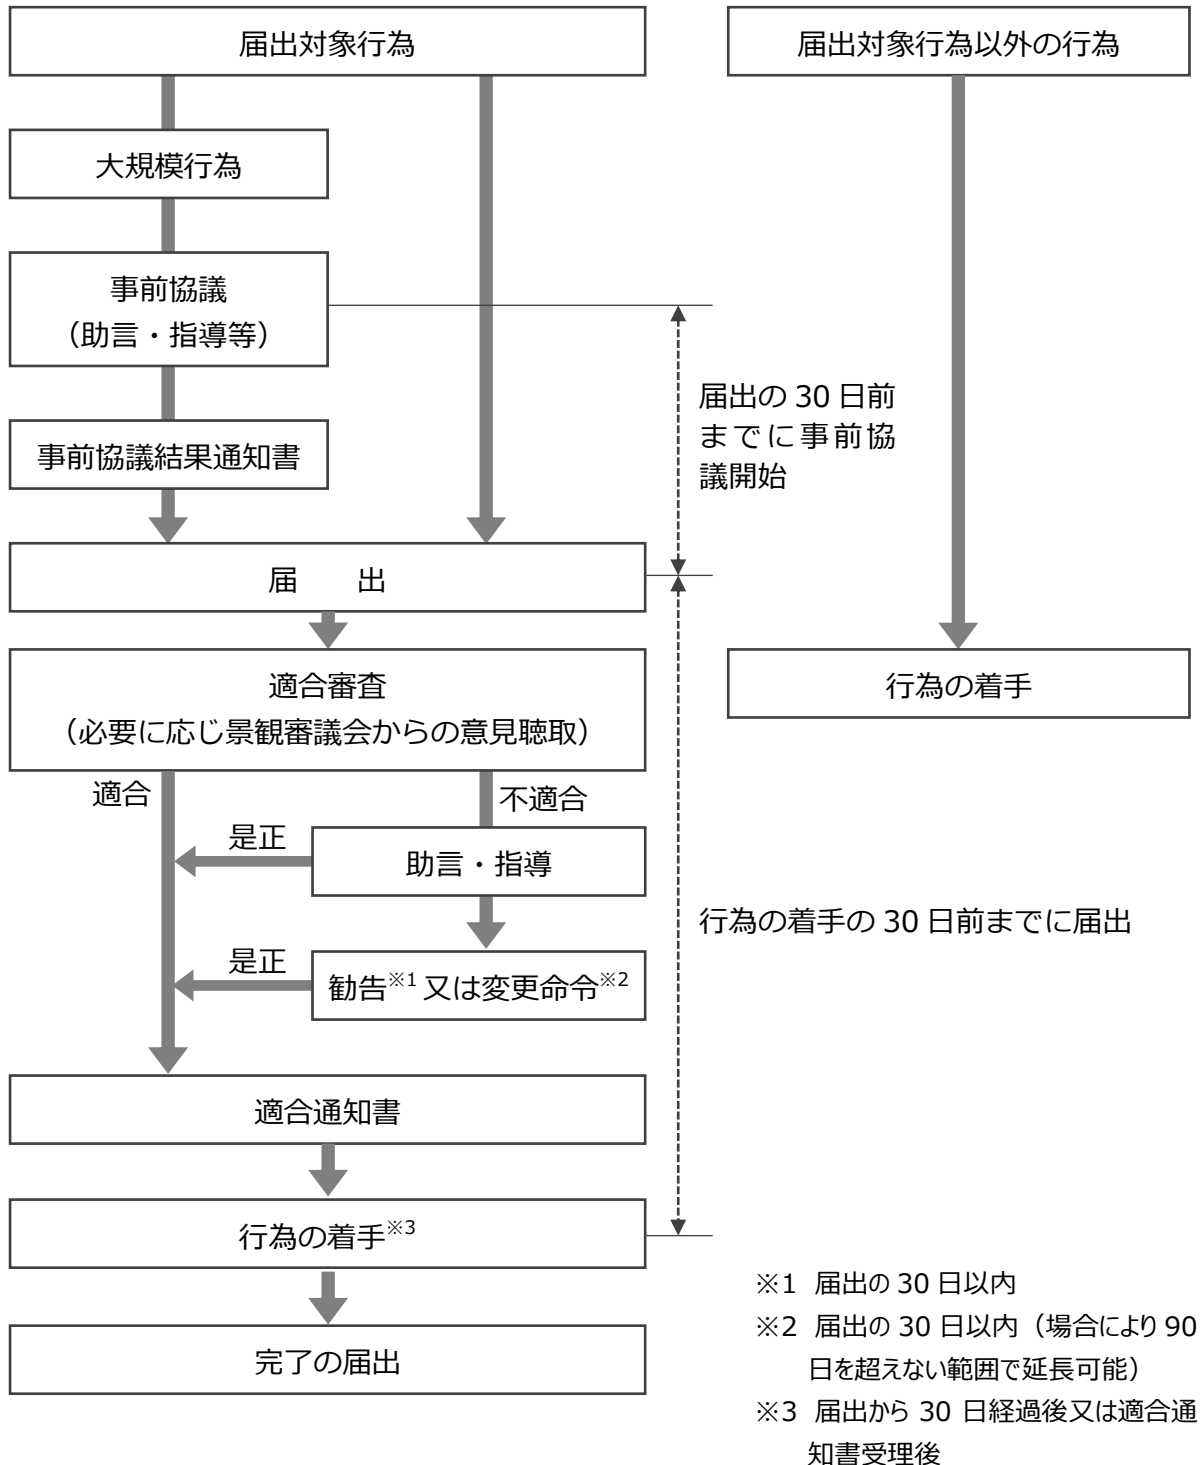 届出対象行為
届出対象行為以外の行為
大規模行為
事前協議
（助言・指導等）
届出の 30 日前
までに事前協
議開始
事前協議結果通知書
届　　出
適合審査
（必要に応じ景観審議会からの意見聴取）
行為の着手
適合
不適合
是正
助言・指導
行為の着手の 30 日前までに届出
是正
勧告※1 又は変更命令※2
適合通知書
行為の着手※3
完了の届出
※1 届出の 30 日以内
※2 届出の 30 日以内（場合により 90
日を超えない範囲で延長可能）
※3 届出から 30 日経過後又は適合通
知書受理後